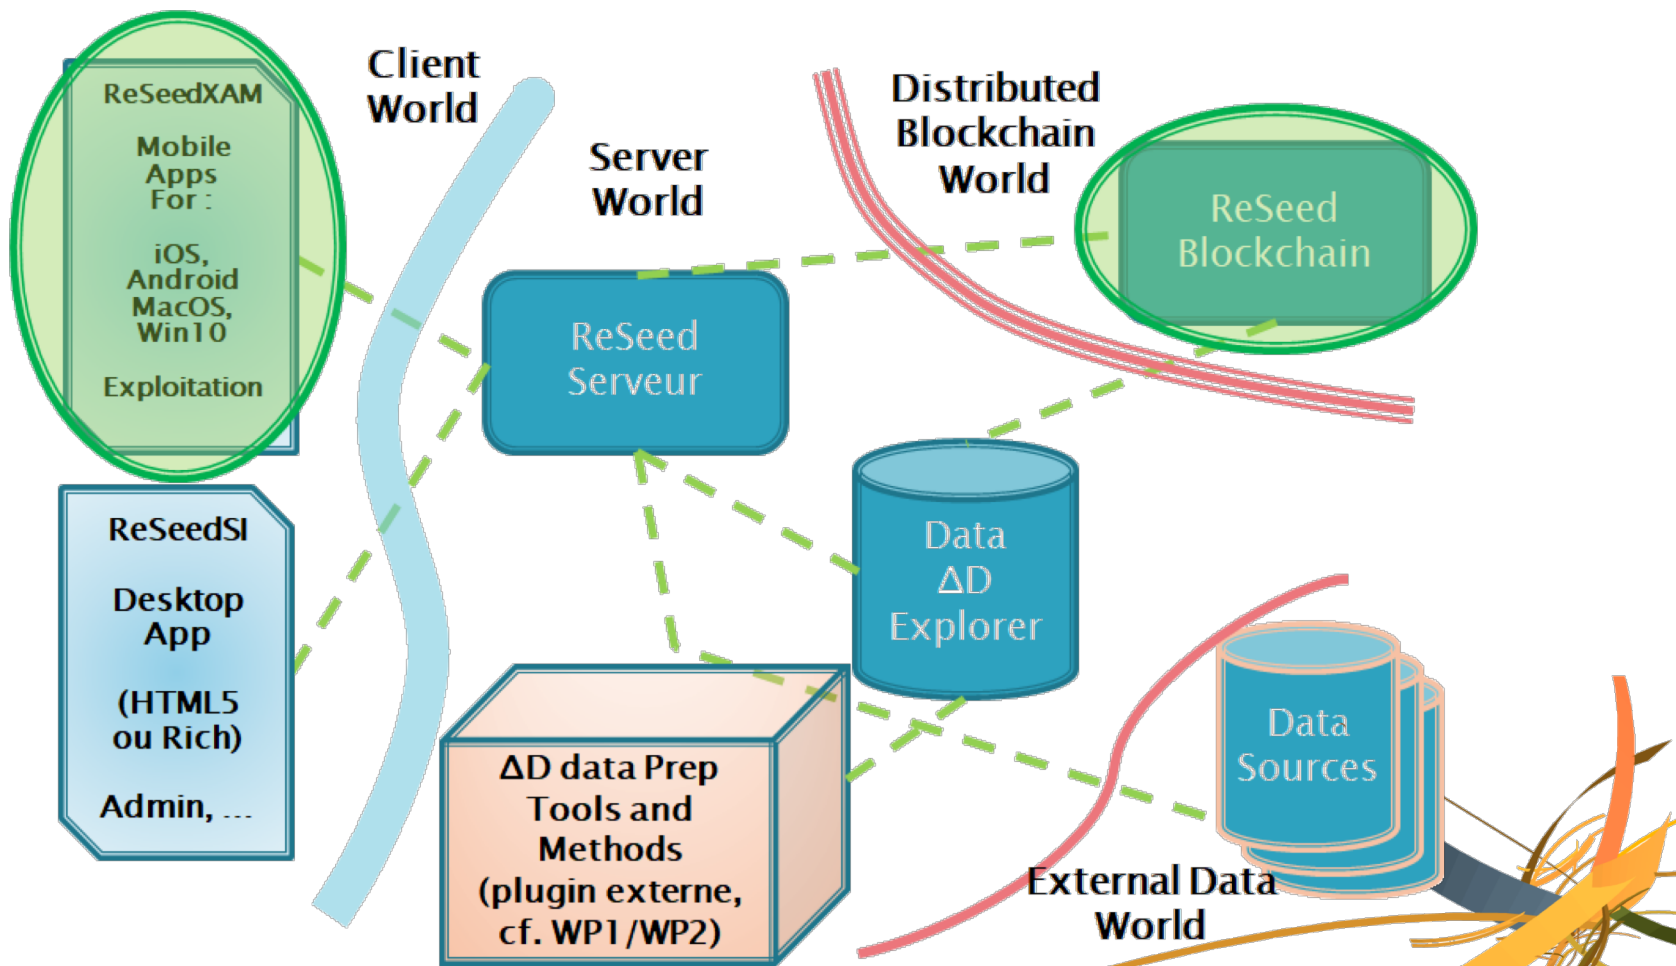 ReSeedXAM
Mobile
Apps
For :
iOS,
Android
MacOS,
Win10
Exploitation
ReSeedSI
Desktop
App
(HTML5
ou Rich)
Admin, ...
Client
World
Server
World
ReSeed
Serveur
Distributed
Blockchain
World
ReSeed
Blockchain
Data
ΔD
Explorer
ΔD data Prep
Tools and
Methods
(plugin externe,
cf. WP1/WP2)
Data
Sources
External Data
World